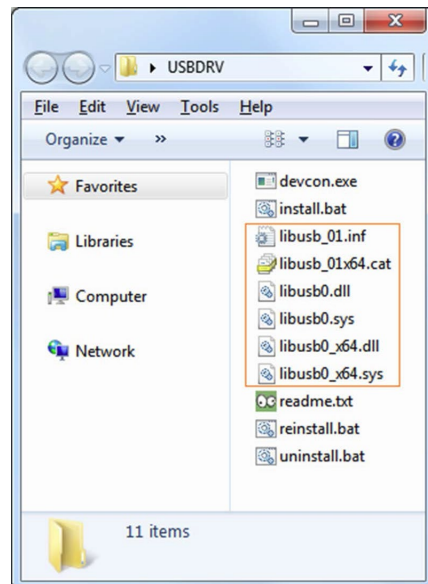 USBDRV
File Edit View Tools Help
Organize »
Favorites
Libraries
Computer
Network
devcon.exe
install.bat
libusb_01.inf
libusb_01x64.cat
libusb0.dll
libusb0.sys
libusb0_x64.dll
libusb0_x64.sys
readme.txt
reinstall.bat
uninstall.bat
11 items